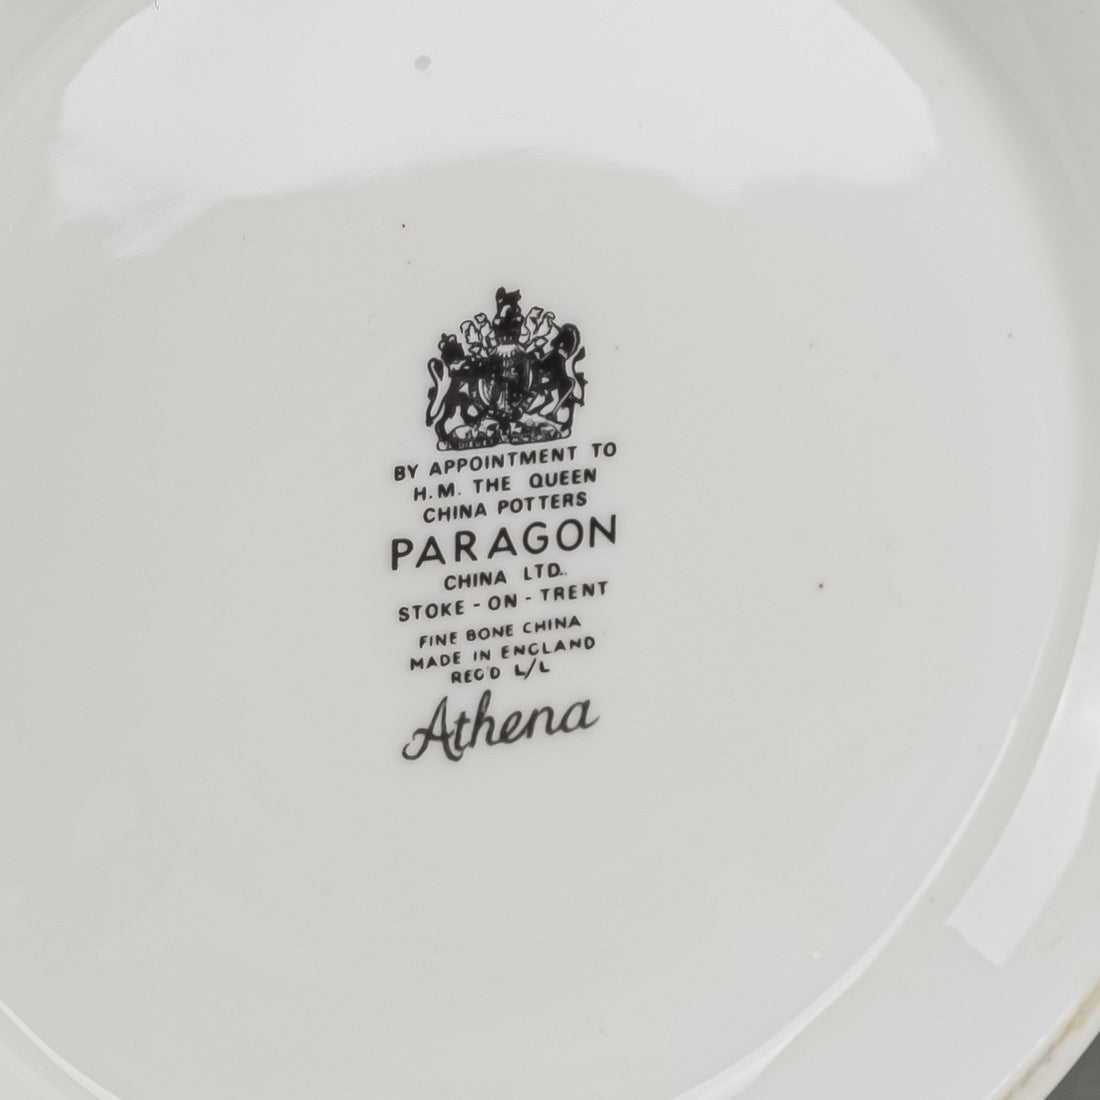 BY APPOINTMENT TO
H.M. THE QUEEN
CHINA POTTERS
PARAGON
CHINA LTD.
STOKE - ON - TRENT
FINE BONE CHINA
MADE IN ENGLAND
REG'D L/L
Athena